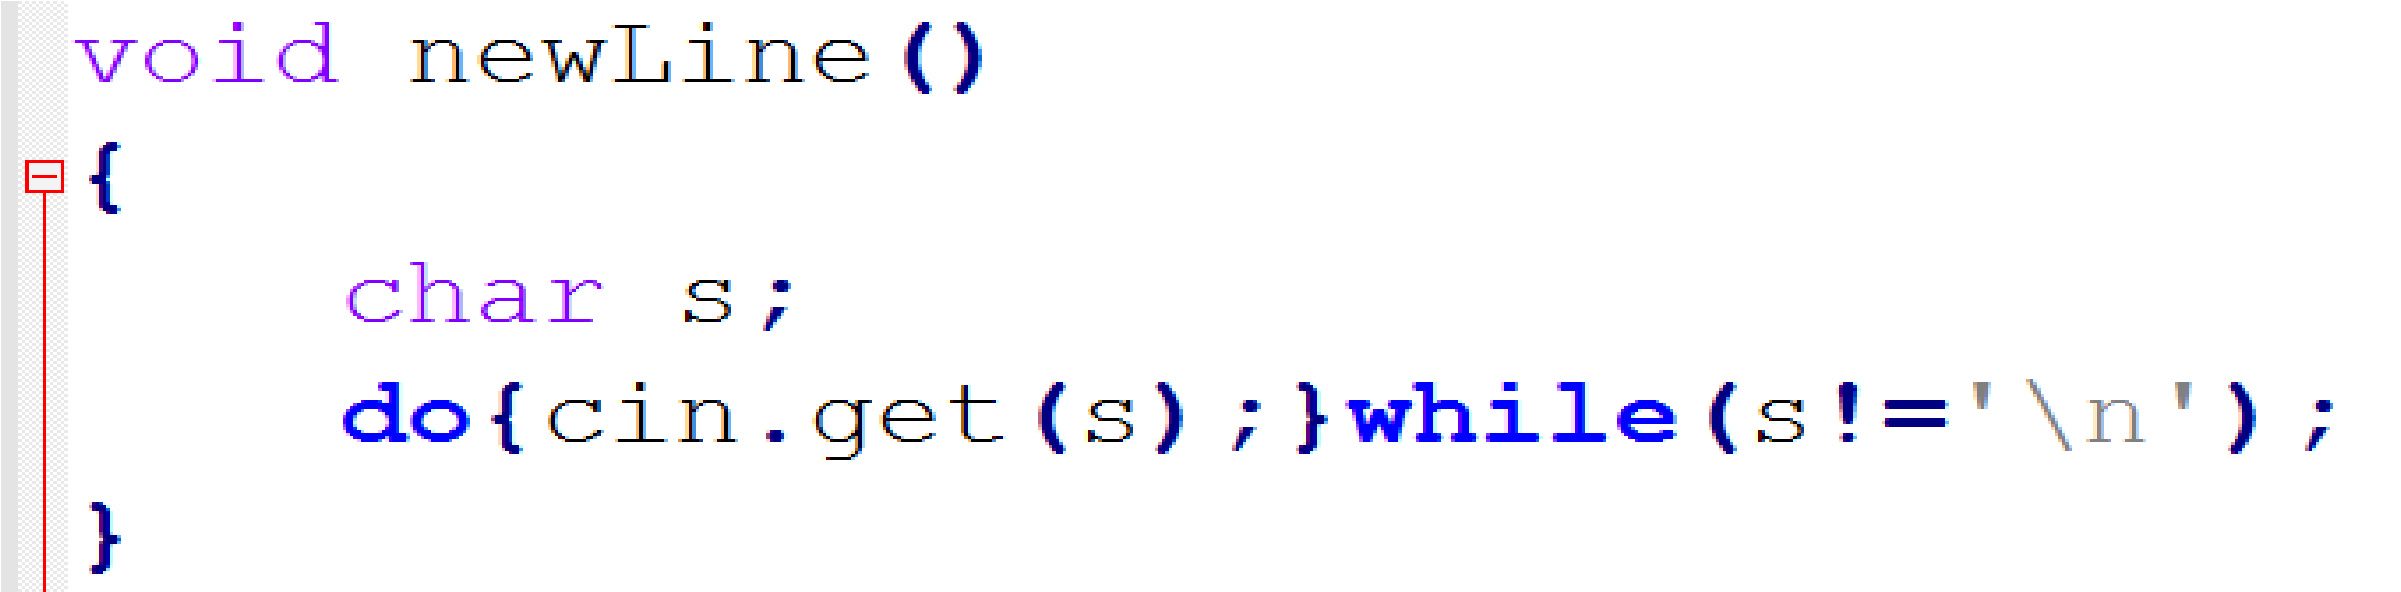 void newLine()
{
    char s;
    do{cin.get(s);}while(s!='\n');
}